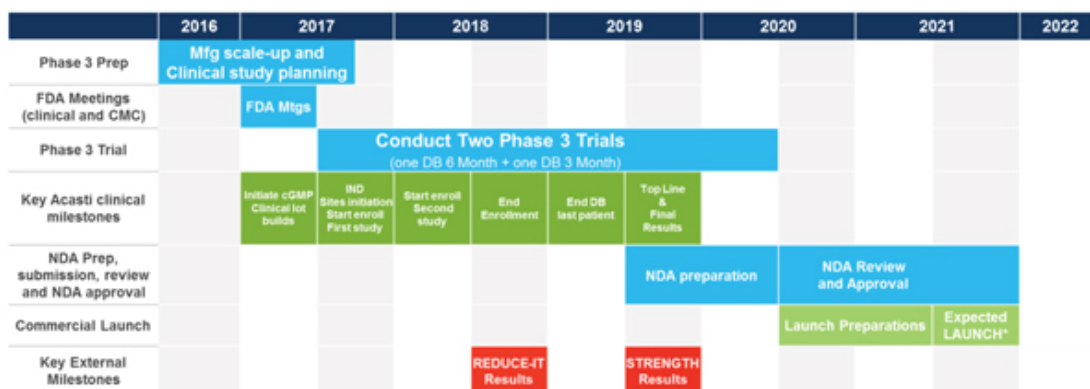 2016 2017 2018 2019 2020 2021 2022
Phase 3 Prep
Mfg scale-up and
Clinical study planning
FDA Meetings
(clinical and CMC)
FDA Mtgs
Phase 3 Trial
Conduct Two Phase 3 Trials
(one DB 6 Month + one DB 3 Month)
Key Acasti clinical
milestones
Initiate cGMP
Clinical lot
builds
IND
Sites initiation
Start enroll
First study
Start enroll
Second
study
End
Enrollment
End DB
last patient
Top Line
&
Final
Results
NDA Prep,
submission, review
and NDA approval
NDA preparation
NDA Review
and Approval
Commercial Launch
Launch Preparations
Expected
LAUNCH*
Key External
Milestones
REDUCE-IT
Results
STRENGTH
Results